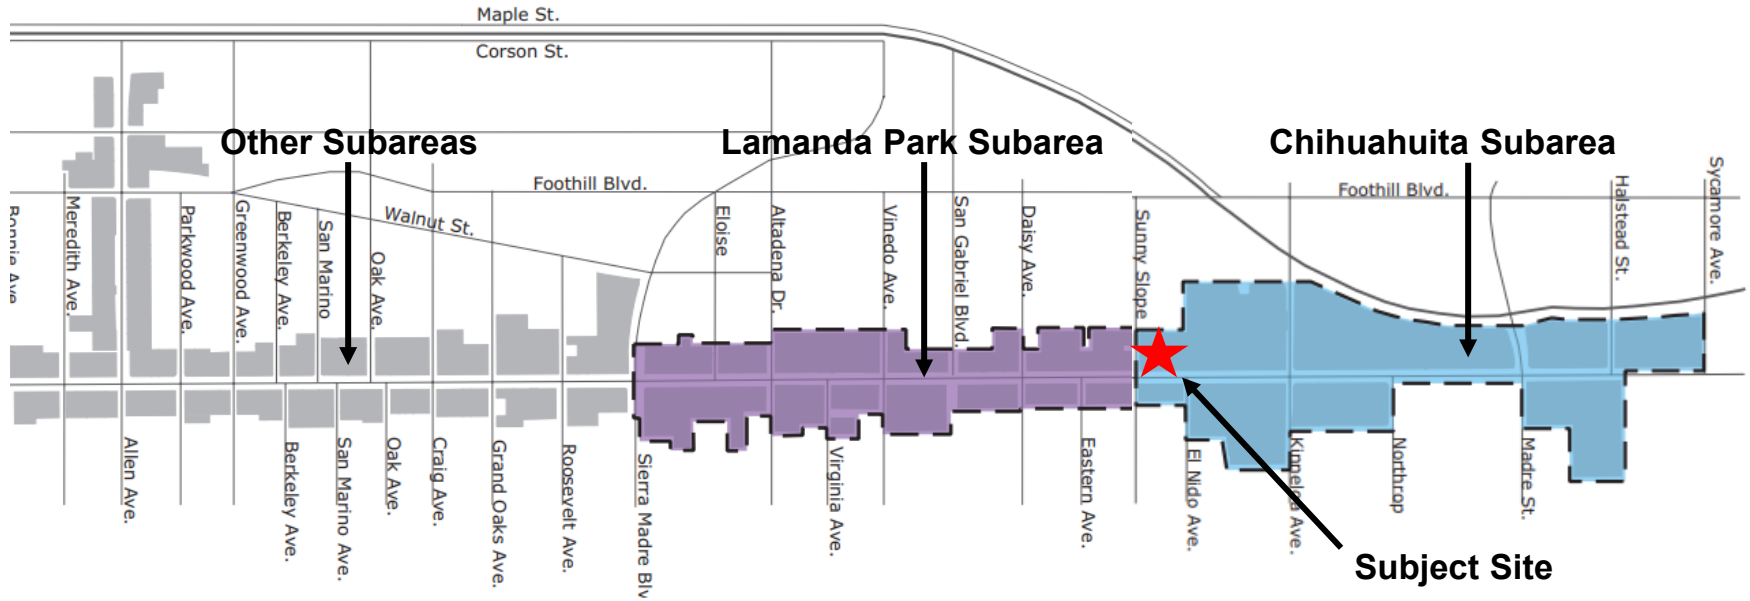 Maple St.
Corson St.
Other Subareas
Lamanda Park Subarea
Chihuahuita Subarea
Foothill Blvd.
Foothill Blvd.
Walnut St.
Meredith Ave.
Parkwood Ave.
Greenwood Ave.
Berkeley Ave.
San Marino
Oak Ave.
Eloise
Altadena Dr.
Vinedo Ave.
San Gabriel Blvd.
Daisy Ave.
Sunny Slope
Halstead St.
Sycamore Ave.
Allen Ave.
Berkeley Ave.
San Marino Ave.
Oak Ave.
Craig Ave.
Grand Oaks Ave.
Roosevelt Ave.
Sierra Madre Blv
Virginia Ave.
Eastern Ave.
El Nido Ave.
Kinneloa Ave.
Northrop
Madre St.
Subject Site